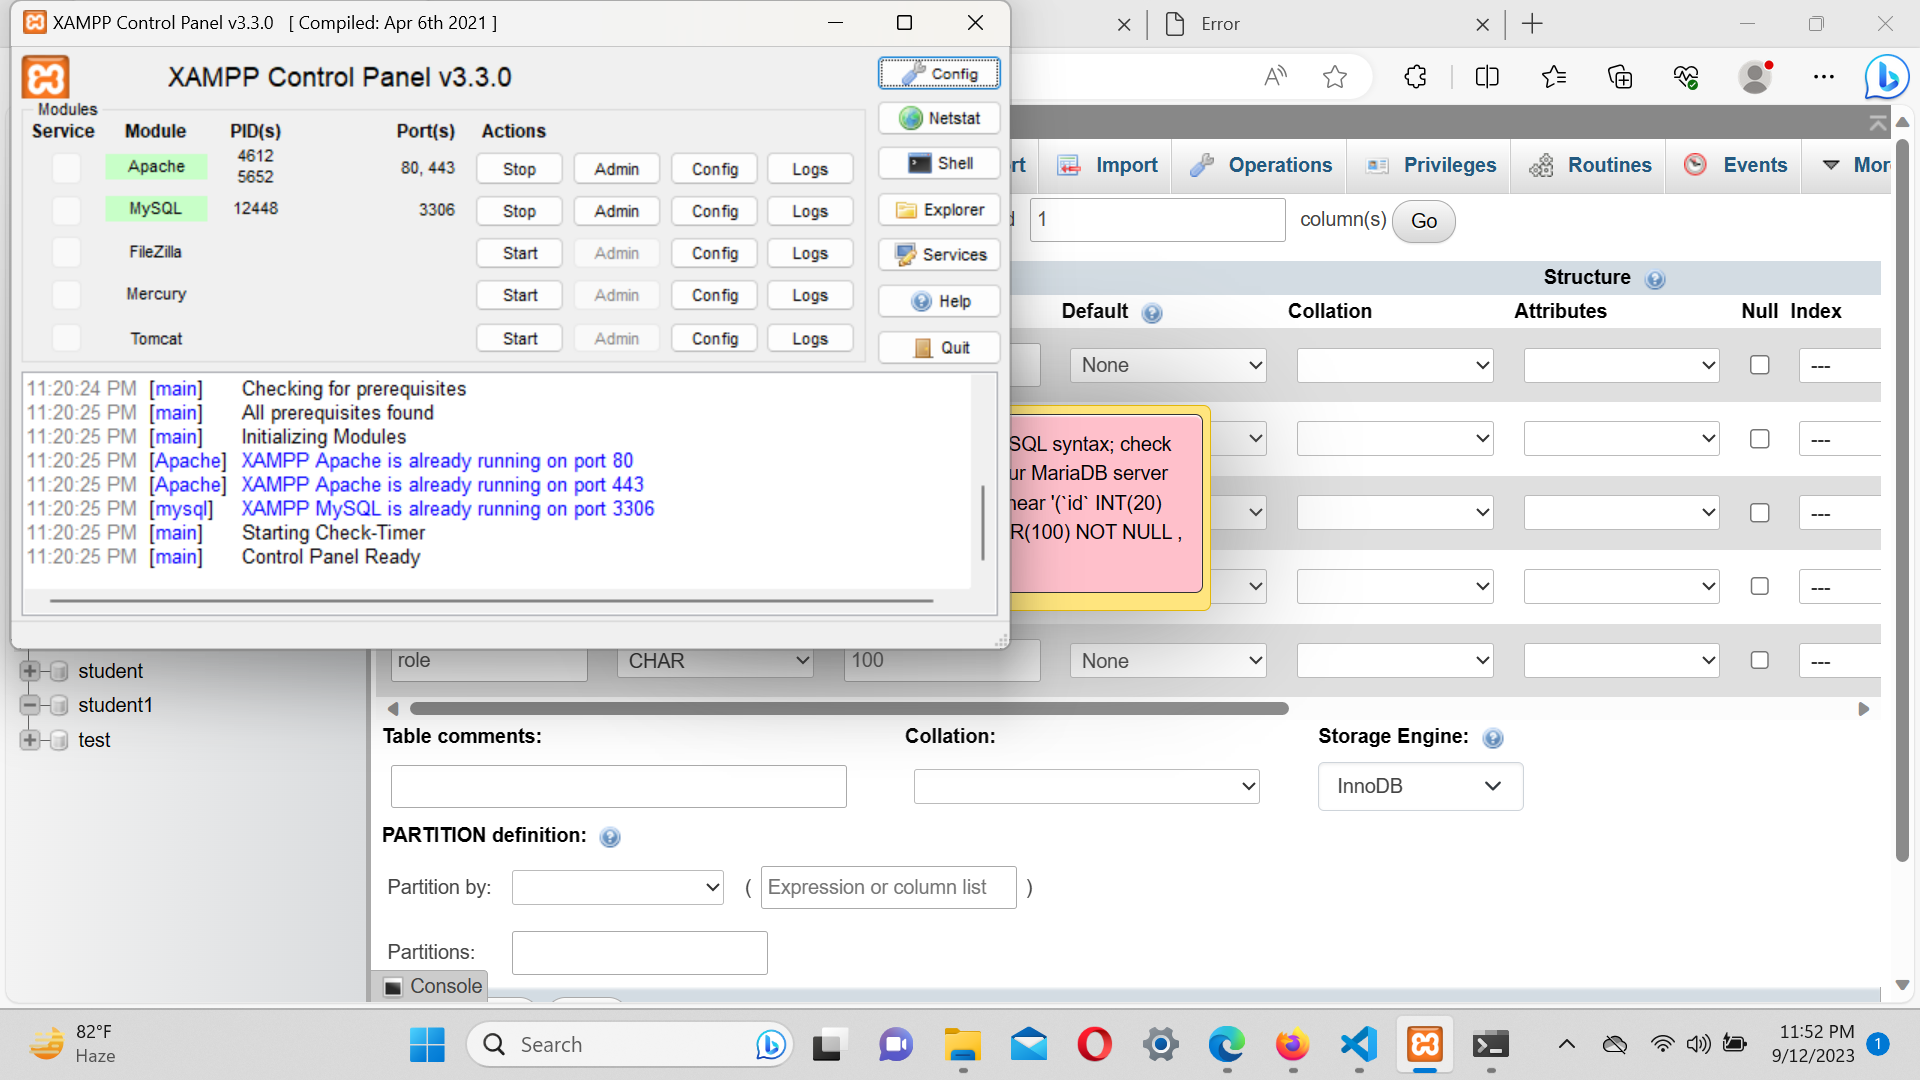 XAMPP Control Panel v3.3.0 [ Compiled: Apr 6th 2021 ]
Error
XAMPP Control Panel v3.3.0
Config
Modules
Service Module PID(s) Port(s) Actions
Netstat
Apache 4612 5652 80, 443 Stop Admin Config Logs
Shell
MySQL 12448 3306 Stop Admin Config Logs
Explorer
FileZilla Start Admin Config Logs
Services
Mercury Start Admin Config Logs
Help
Tomcat Start Admin Config Logs
Quit
11:20:24 PM [main] Checking for prerequisites
11:20:25 PM [main] All prerequisites found
11:20:25 PM [main] Initializing Modules
11:20:25 PM [Apache] XAMPP Apache is already running on port 80
11:20:25 PM [Apache] XAMPP Apache is already running on port 443
11:20:25 PM [mysql] XAMPP MySQL is already running on port 3306
11:20:25 PM [main] Starting Check-Timer
11:20:25 PM [main] Control Panel Ready
rt Import Operations Privileges Routines Events Mor
1 column(s) Go
Structure
Default Collation Attributes Null Index
None ---
---
---
---
SQL syntax; check
ur MariaDB server
near '(`id` INT(20)
R(100) NOT NULL ,
role CHAR 100 None ---
student
student1
test
Table comments: Collation: Storage Engine:
InnoDB
PARTITION definition:
Partition by: ( Expression or column list )
Partitions:
Console
82°F
Haze
Search
11:52 PM
9/12/2023
1